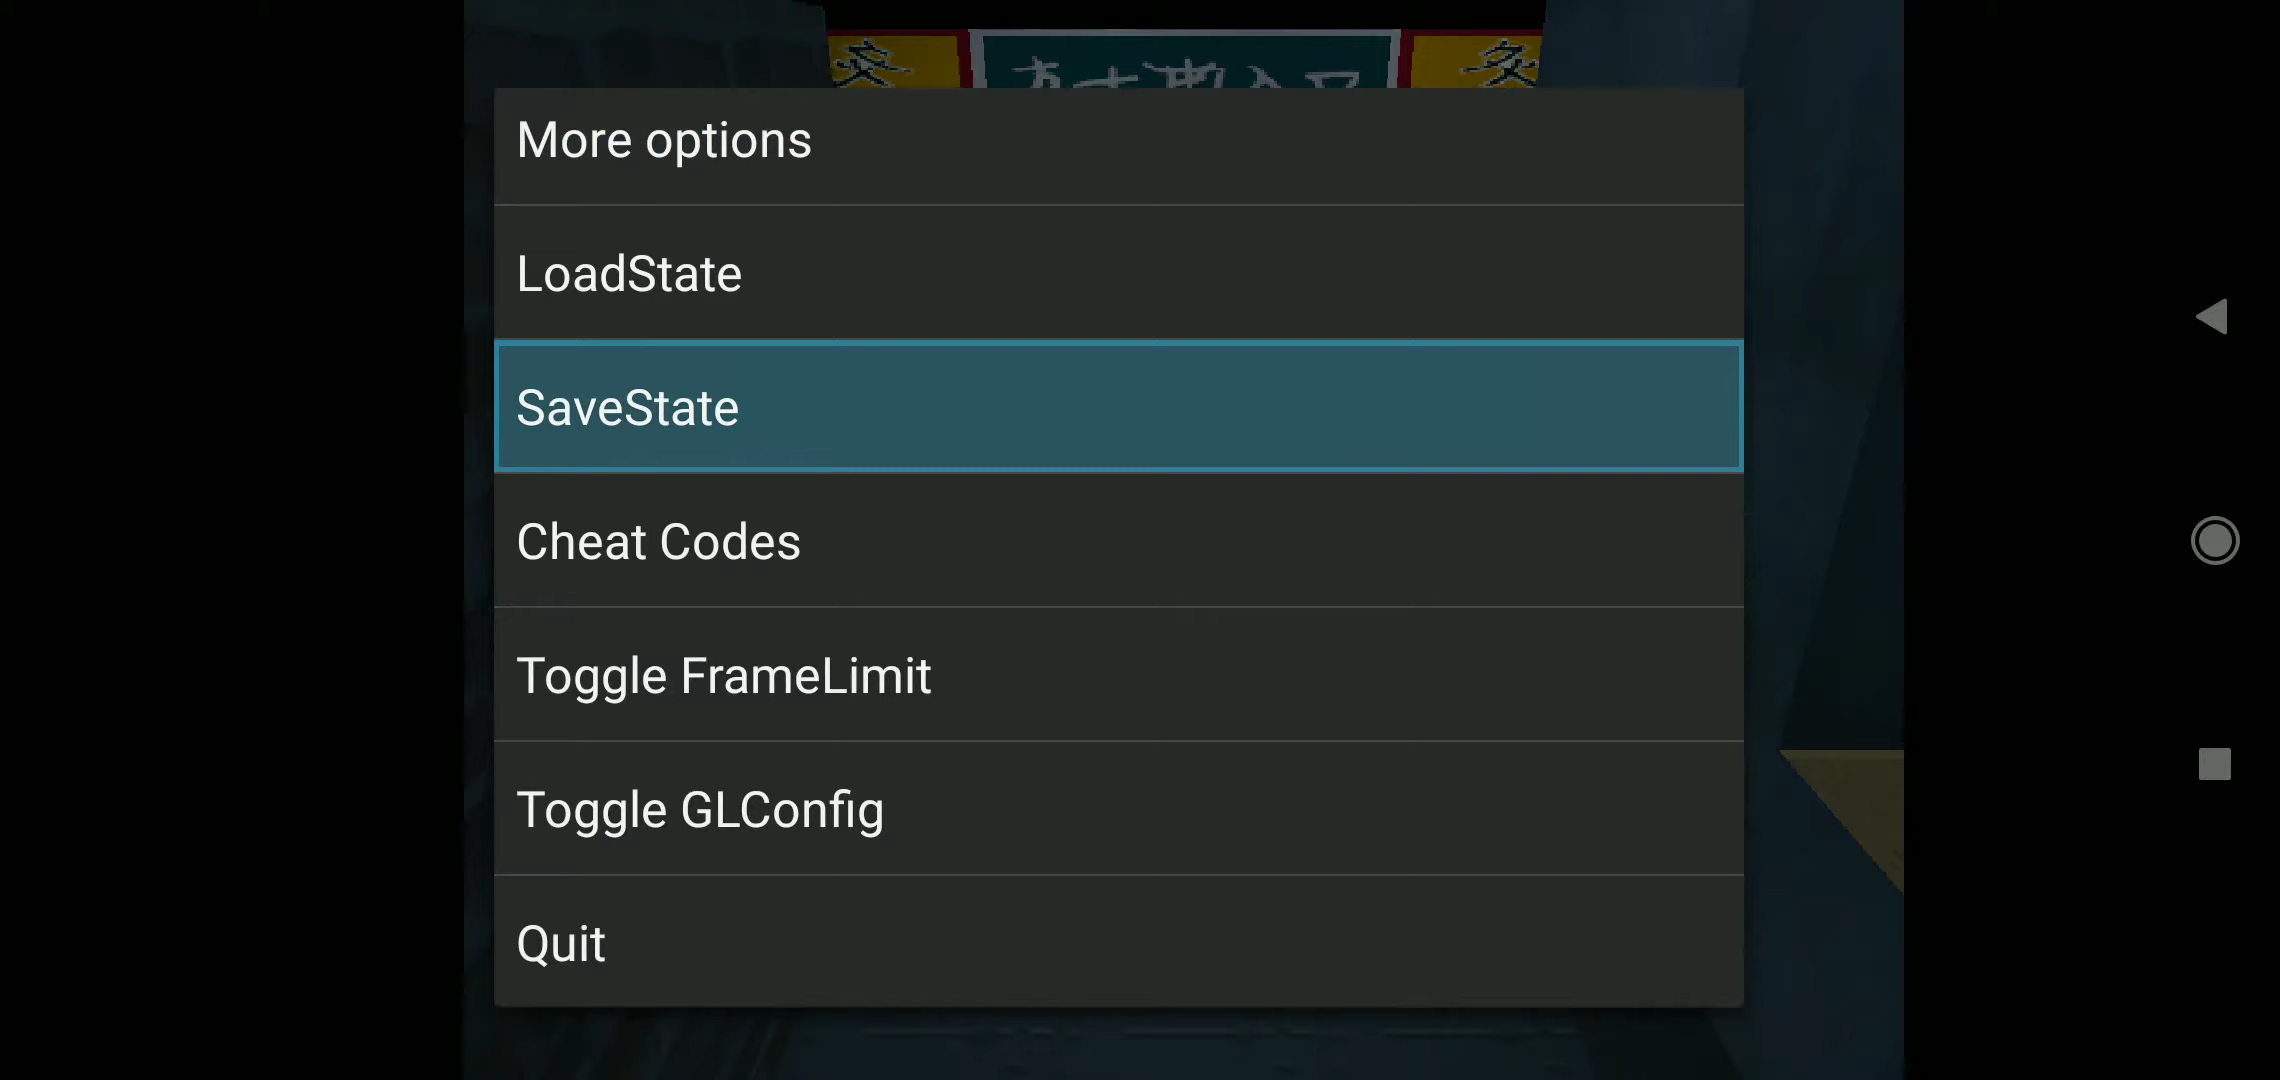 More options
LoadState
SaveState
Cheat Codes
Toggle FrameLimit
Toggle GLConfig
Quit